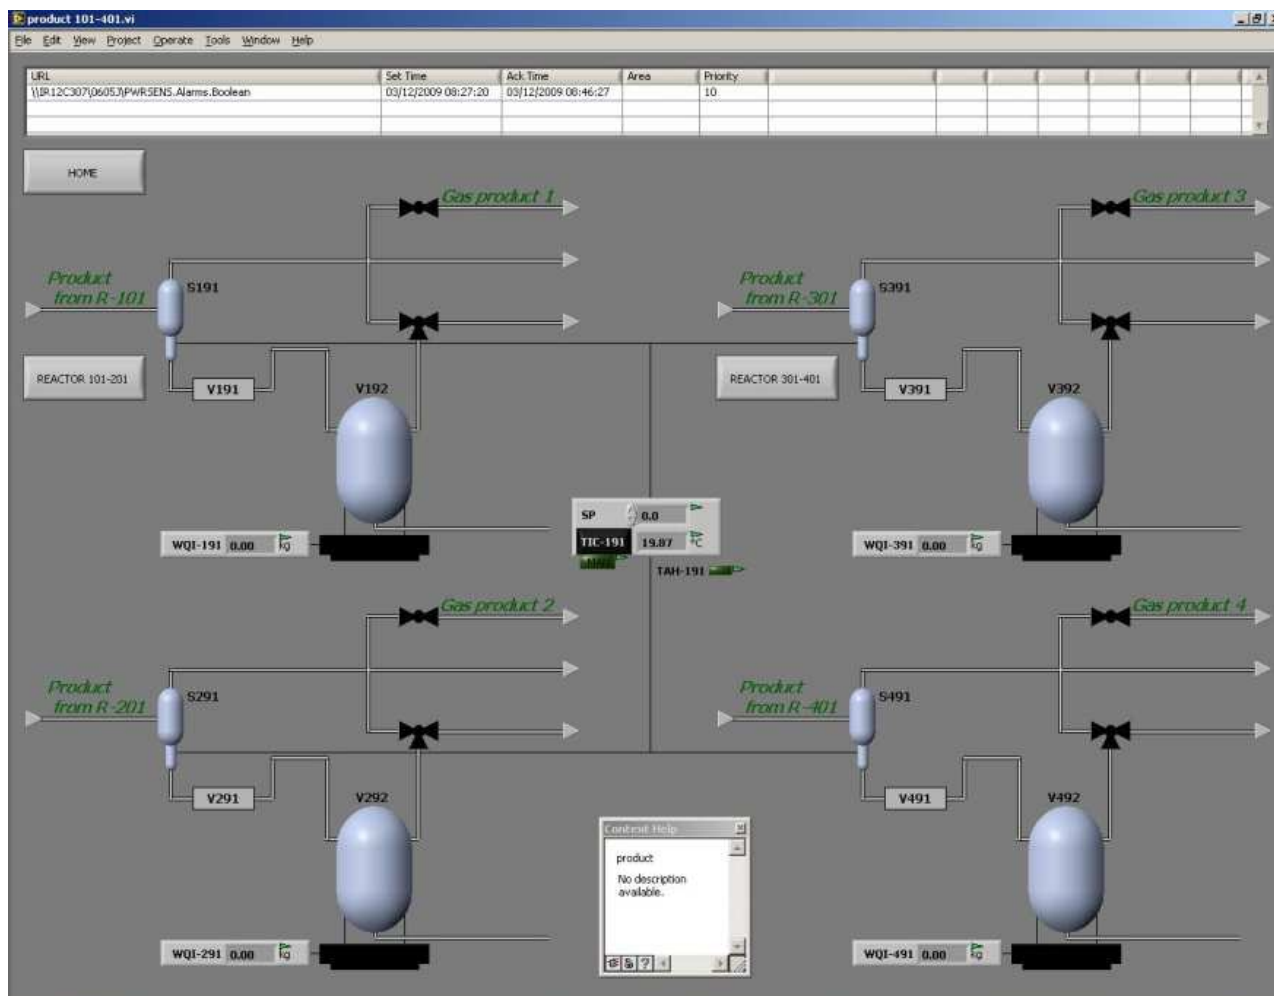 product 101-401.vi
File Edit View Project Operate Tools Window Help
URL Set Time Ack Time Area Priority
\\IR12C307\0605J\PWRSENS.Alarms.Boolean 03/12/2009 08:27:20 03/12/2009 08:46:27 10
HOME
Gas product 1
Gas product 3
Product
from R-101
S191
Product
from R-301
S391
REACTOR 101-201
V191
V192
REACTOR 301-401
V391
V392
SP 0.0
TIC-191 19.87 °C
WQI-191 0.00 kg
WQI-391 0.00 kg
TAH-191
Gas product 2
Gas product 4
Product
from R-201
S291
Product
from R-401
S491
V291
V292
V491
V492
Context Help
product
No description
available.
WQI-291 0.00 kg
WQI-491 0.00 kg